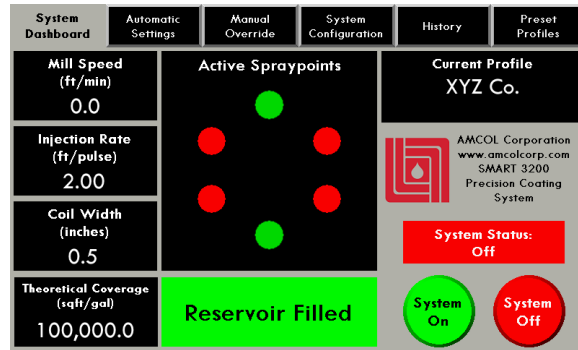 System
Dashboard
Automatic
Settings
Manual
Override
System
Configuration
History
Preset
Profiles
Mill Speed
(ft/min)
0.0
Injection Rate
(ft/pulse)
2.00
Coil Width
(inches)
0.5
Theoretical Coverage
(sqft/gal)
100,000.0
Active Spraypoints
Reservoir Filled
Current Profile
XYZ Co.
AMCOL Corporation
www.amcolcorp.com
SMART 3200
Precision Coating
System
System Status:
Off
System
On
System
Off